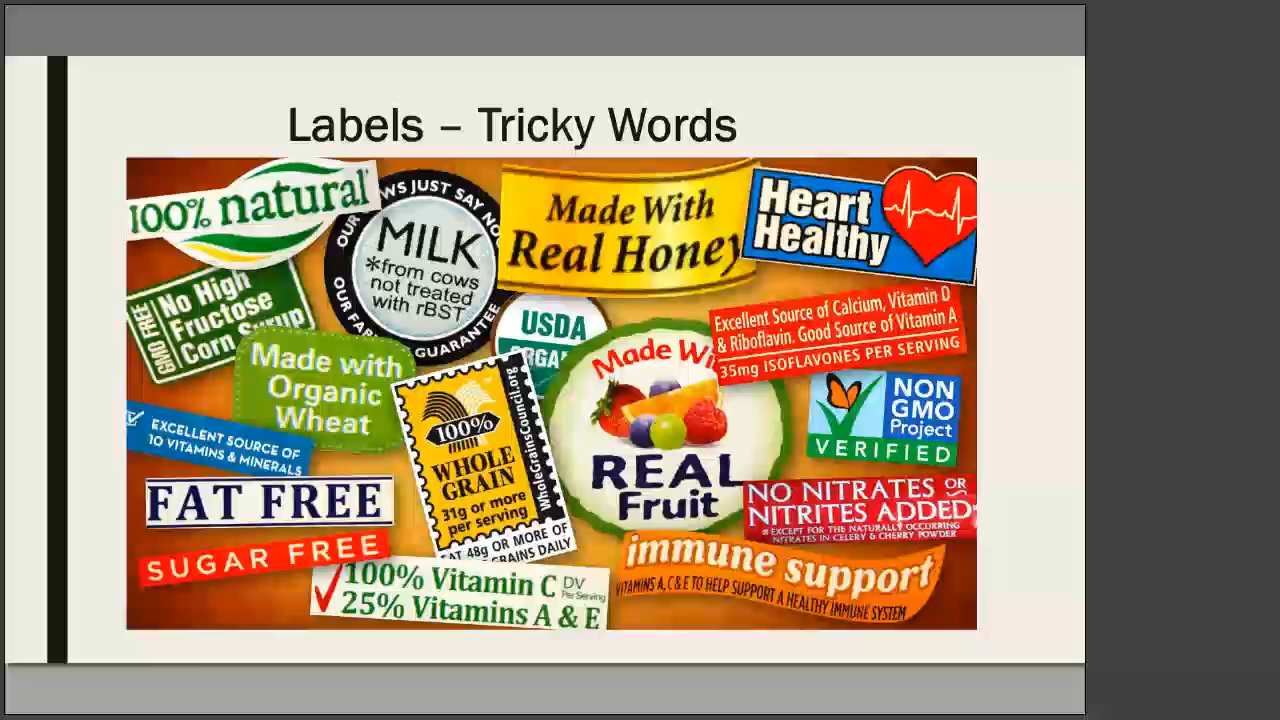 Labels – Tricky Words
100% natural
OUR COWS JUST SAY NO
MILK
*from cows
not treated
with rBST
GUARANTEE
Made With
Real Honey
Heart
Healthy
GMO FREE
No High
Fructose
Corn Syrup
USDA
Made with
Organic
Wheat
Excellent Source of Calcium, Vitamin D
& Riboflavin. Good Source of Vitamin A
35mg ISOFLAVONES PER SERVING
EXCELLENT SOURCE OF
10 VITAMINS & MINERALS
100%
WHOLE
GRAIN
31g or more
per serving
WholeGrainsCouncil.org
EAT 48g OR MORE OF
GRAINS DAILY
Made
REAL
Fruit
NON
GMO
Project
VERIFIED
FAT FREE
SUGAR FREE
NO NITRATES OR
NITRITES ADDED*
* EXCEPT FOR THE NATURALLY OCCURRING
NITRATES IN CELERY & CHERRY POWDER
100% Vitamin C DV
Per Serving
25% Vitamins A & E
immune support
VITAMINS A, C & E TO HELP SUPPORT A HEALTHY IMMUNE SYSTEM